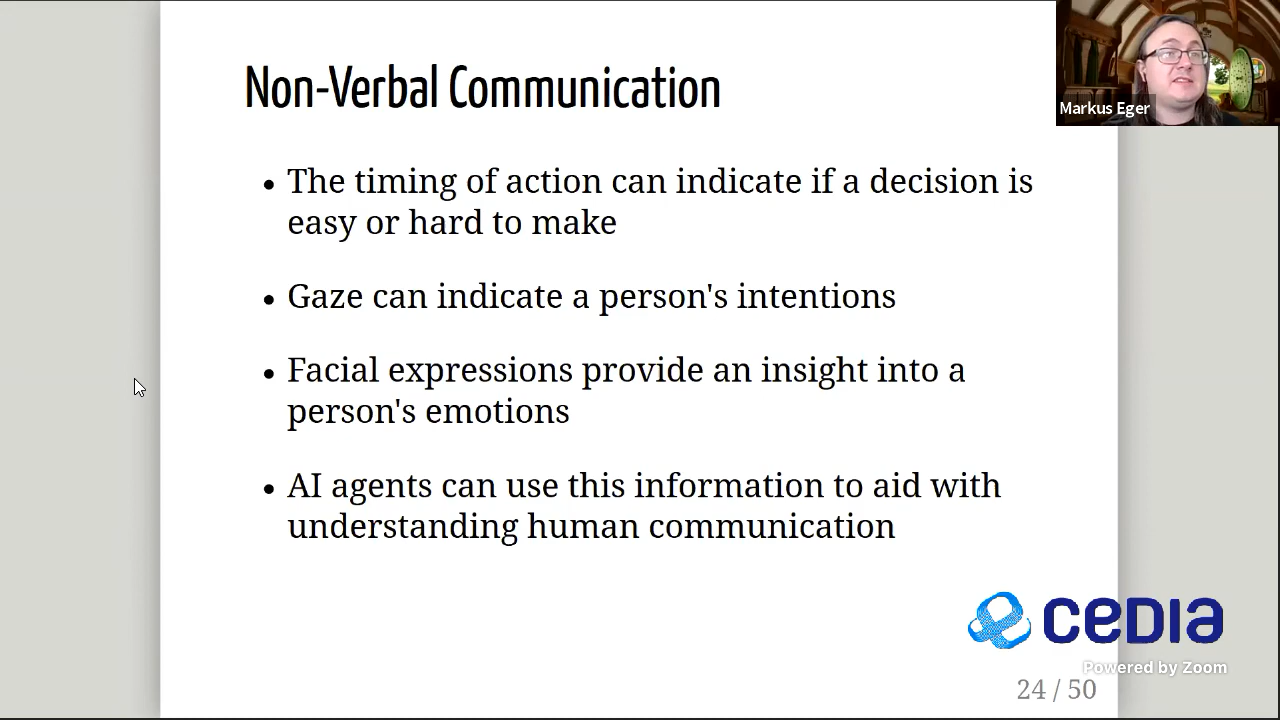 Non-Verbal Communication
Markus Eger
The timing of action can indicate if a decision is
easy or hard to make
Gaze can indicate a person's intentions
Facial expressions provide an insight into a
person's emotions
AI agents can use this information to aid with
understanding human communication
ceDIa
Powered by Zoom
24 / 50